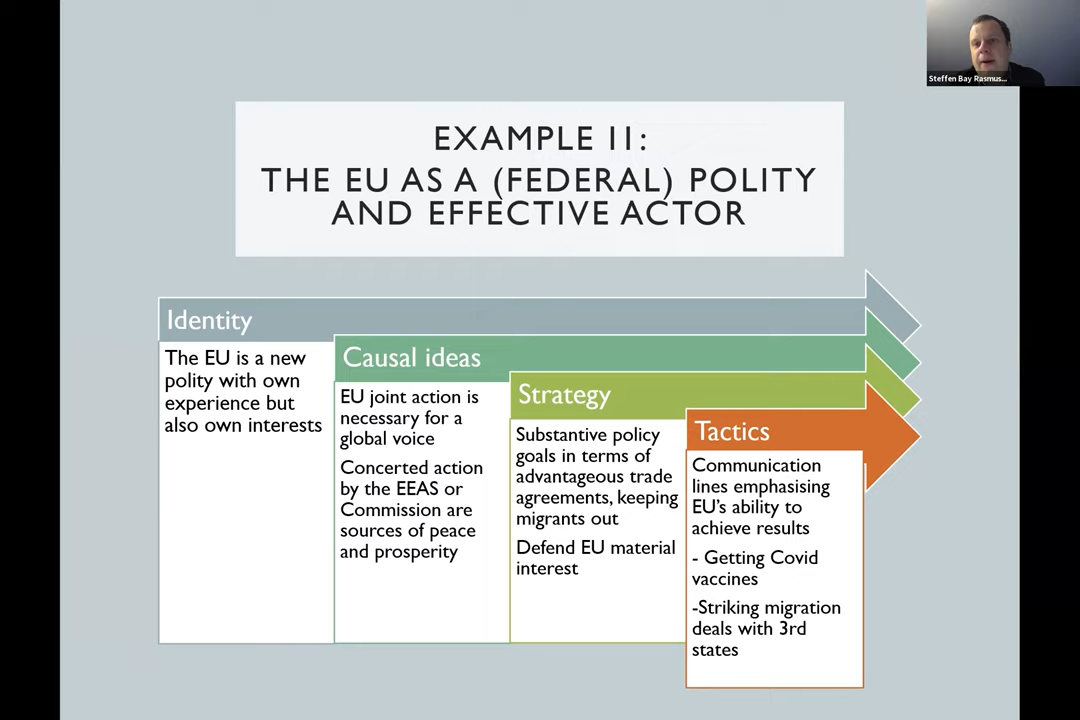 Steffen Bay Rasmus...
EXAMPLE II:
THE EU AS A (FEDERAL) POLITY
AND EFFECTIVE ACTOR
Identity
The EU is a new
polity with own
experience but
also own interests
Causal ideas
EU joint action is
necessary for a
global voice
Concerted action
by the EEAS or
Commission are
sources of peace
and prosperity
Strategy
Substantive policy
goals in terms of
advantageous trade
agreements, keeping
migrants out
Defend EU material
interest
Tactics
Communication
lines emphasising
EU's ability to
achieve results
- Getting Covid
vaccines
-Striking migration
deals with 3rd
states